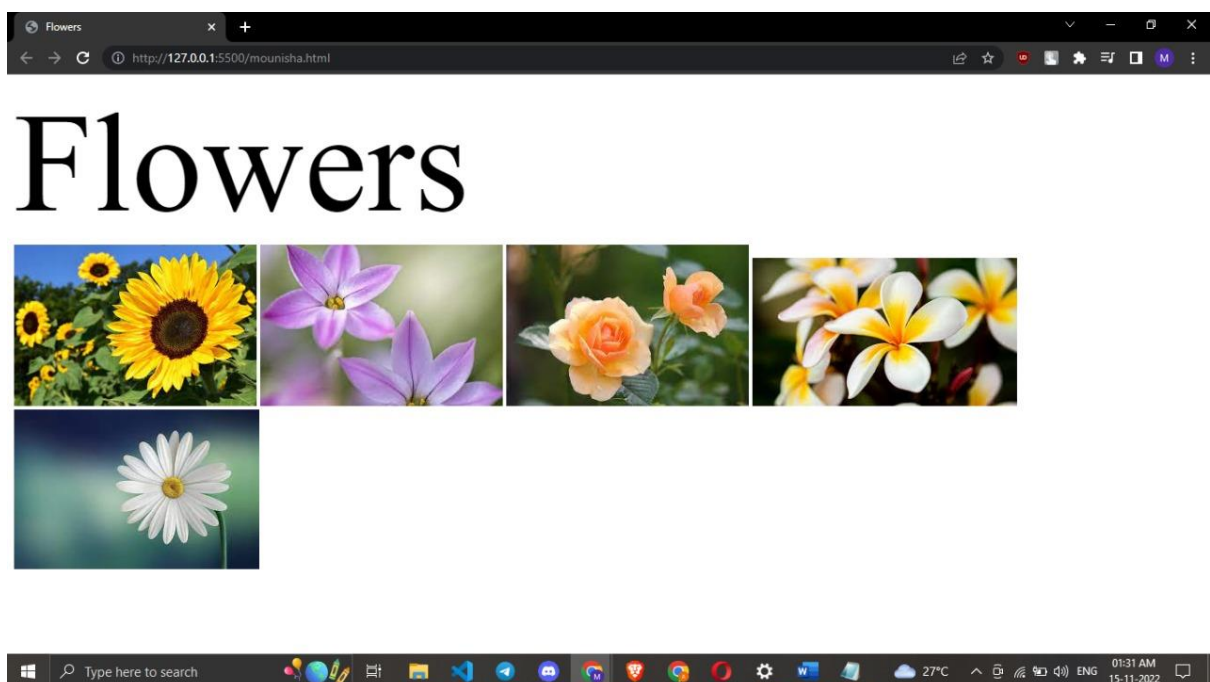 Flowers
http://127.0.0.1:5500/mounisha.html
UD
M
Flowers
Type here to search
27°C
ENG
01:31 AM
15-11-2022